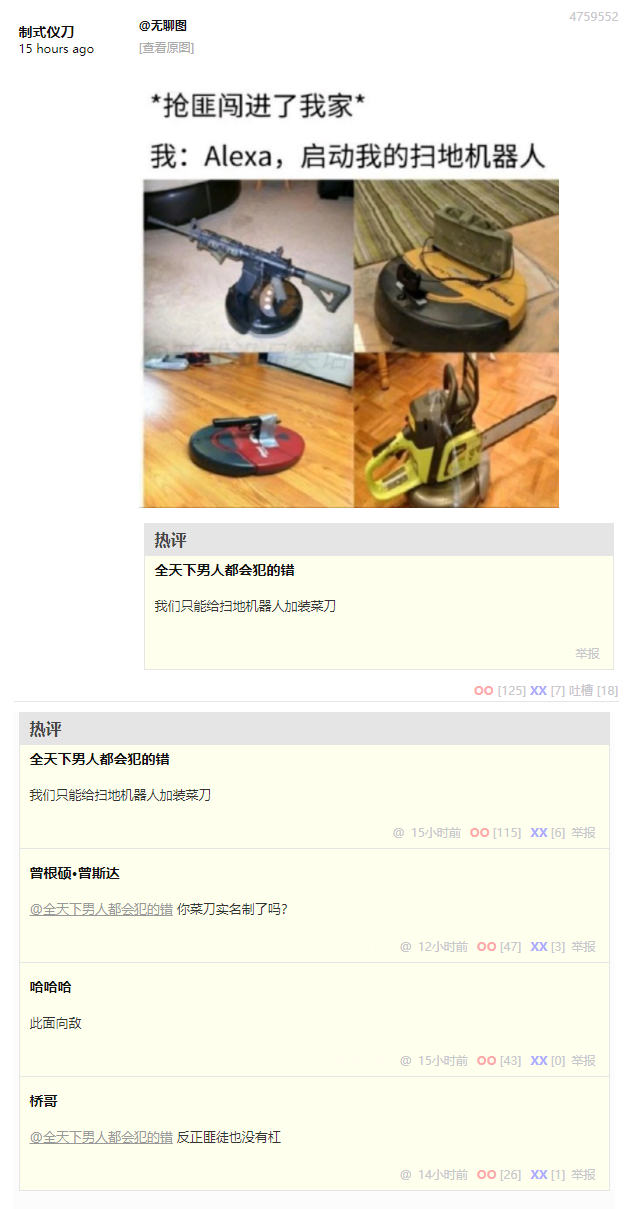 制式仪刀
15 hours ago
@无聊图
4759552
[查看原图]
*抢匪闯进了我家*
我：Alexa，启动我的扫地机器人
热评
全天下男人都会犯的错
我们只能给扫地机器人加装菜刀
举报
OO [125] XX [7] 吐槽 [18]
热评
全天下男人都会犯的错
我们只能给扫地机器人加装菜刀
@ 15小时前 OO [115] XX [6] 举报
曾根硕•曾斯达
@全天下男人都会犯的错 你菜刀实名制了吗?
@ 12小时前 OO [47] XX [3] 举报
哈哈哈
此面向敌
@ 15小时前 OO [43] XX [0] 举报
桥哥
@全天下男人都会犯的错 反正匪徒也没有杠
@ 14小时前 OO [26] XX [1] 举报